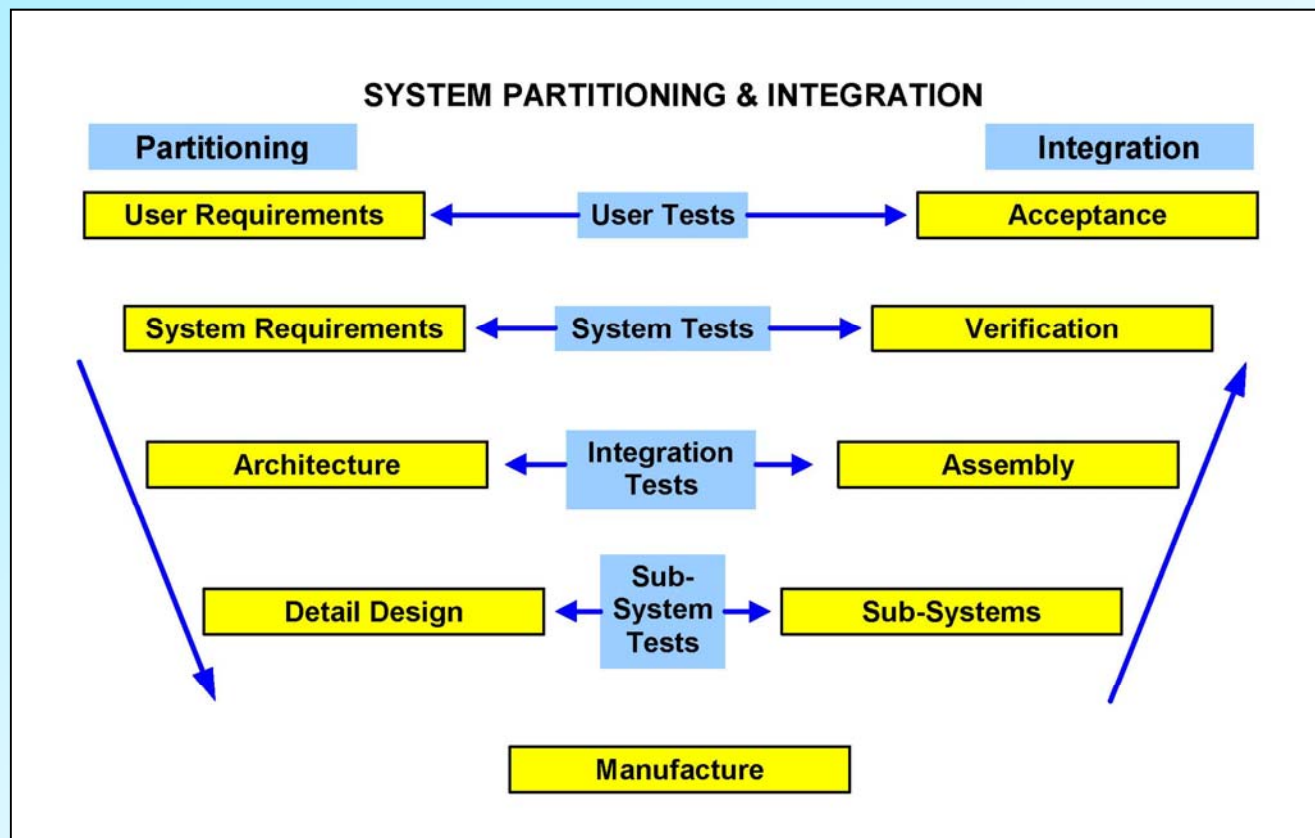 SYSTEM PARTITIONING & INTEGRATION
Partitioning
Integration
User Requirements
User Tests
Acceptance
System Requirements
System Tests
Verification
Architecture
Integration
Tests
Assembly
Detail Design
Sub-
System
Tests
Sub-Systems
Manufacture